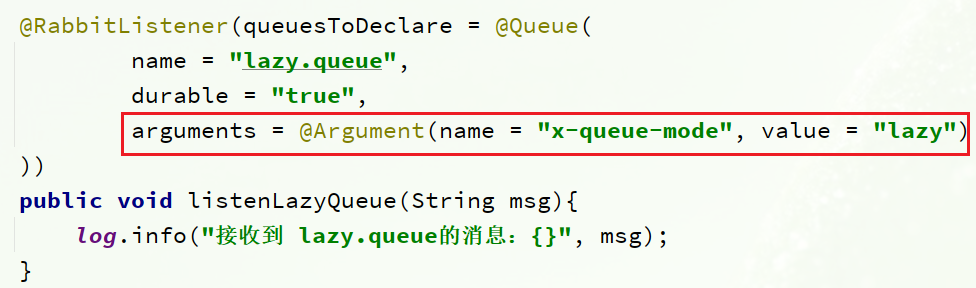 @RabbitListener(queuesToDeclare = @Queue(
        name = "lazy.queue",
        durable = "true",
        arguments = @Argument(name = "x-queue-mode", value = "lazy")
))
public void listenLazyQueue(String msg){
    log.info("接收到 lazy.queue的消息：{}", msg);
}